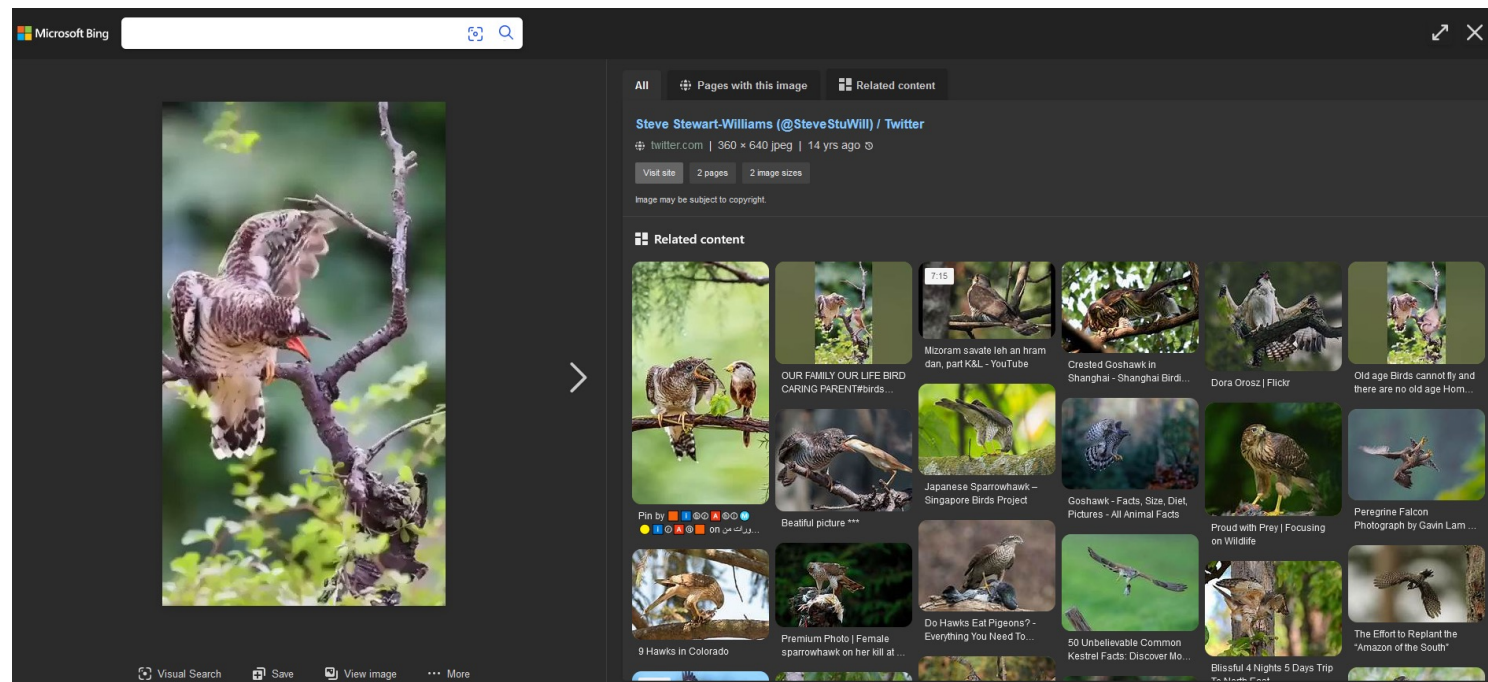 Microsoft Bing
All
Pages with this image
Related content
Steve Stewart-Williams (@SteveStuWill) / Twitter
twitter.com | 360 × 640 jpeg | 14 yrs ago
Visit site
2 pages
2 image sizes
Image may be subject to copyright.
Related content
Pin by
on
OUR FAMILY OUR LIFE BIRD
CARING PARENT#birds...
Beatiful picture ***
7:15
Mizoram savate leh an hram
dan, part K&L - YouTube
Crested Goshawk in
Shanghai - Shanghai Birdi...
Dora Orosz | Flickr
Old age Birds cannot fly and
there are no old age Hom...
Japanese Sparrowhawk –
Singapore Birds Project
Goshawk - Facts, Size, Diet,
Pictures - All Animal Facts
Proud with Prey | Focusing
on Wildlife
Peregrine Falcon
Photograph by Gavin Lam ...
9 Hawks in Colorado
Premium Photo | Female
sparrowhawk on her kill at ...
Do Hawks Eat Pigeons? -
Everything You Need To...
50 Unbelievable Common
Kestrel Facts: Discover Mo...
Blissful 4 Nights 5 Days Trip
The Effort to Replant the
"Amazon of the South"
Visual Search
Save
View image
More